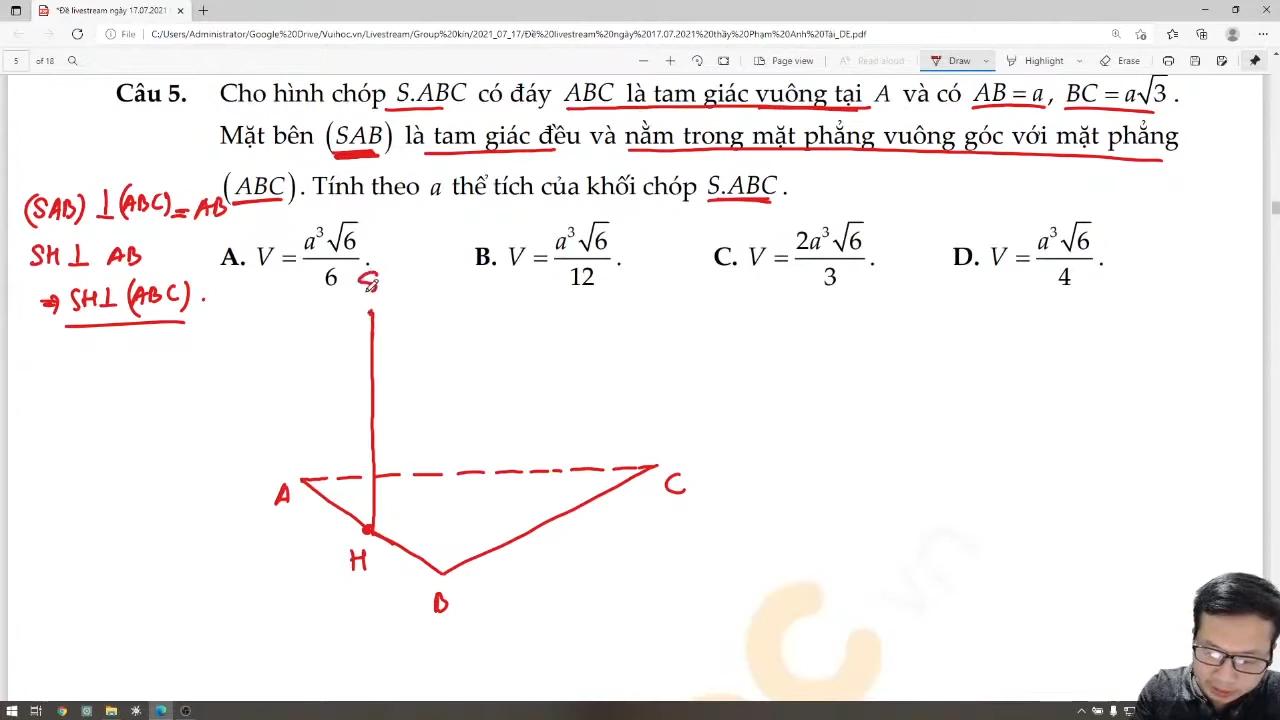 *Đề livestream ngày 17.07.2021
File C:/Users/Administrator/Google%20Drive/Vuihoc.vn/Livestream/Group%20kín/2021_07_17/Đề%20livestream%20ngày%2017.07.2021%20thầy%20Phạm%20Anh%20Tài_DE.pdf
5 of 18 Page view Read aloud Draw Highlight Erase
Câu 5. Cho hình chóp S.ABC có đáy ABC là tam giác vuông tại A và có AB = a, BC = a√3.
Mặt bên (SAB) là tam giác đều và nằm trong mặt phẳng vuông góc với mặt phẳng
(ABC). Tính theo a thể tích của khối chóp S.ABC.
(SAB) ⊥ (ABC) = AB
SH ⊥ AB
⇒ SH ⊥ (ABC).
A. V = a³√6/6. B. V = a³√6/12. C. V = 2a³√6/3. D. V = a³√6/4.
S
A
C
H
B
vn